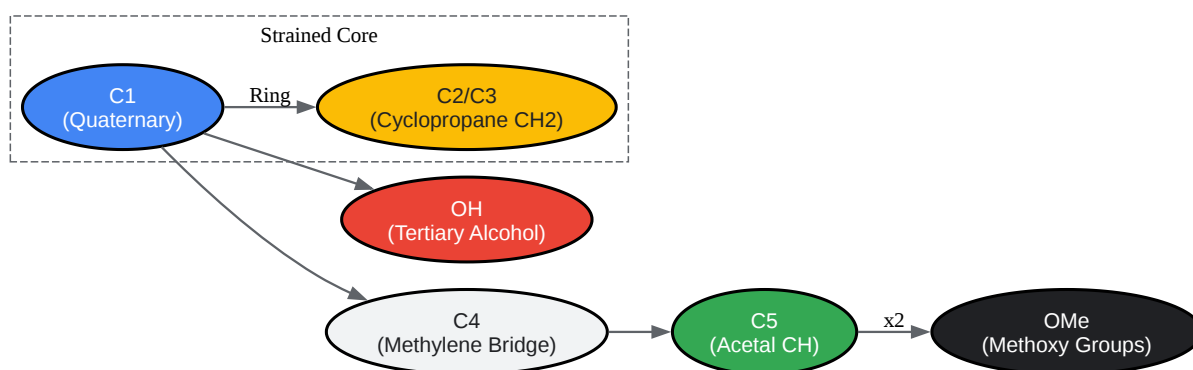 Strained Core
C1
(Quaternary)
Ring
C2/C3
(Cyclopropane CH2)
OH
(Tertiary Alcohol)
C4
(Methylene Bridge)
C5
(Acetal CH)
x2
OMe
(Methoxy Groups)